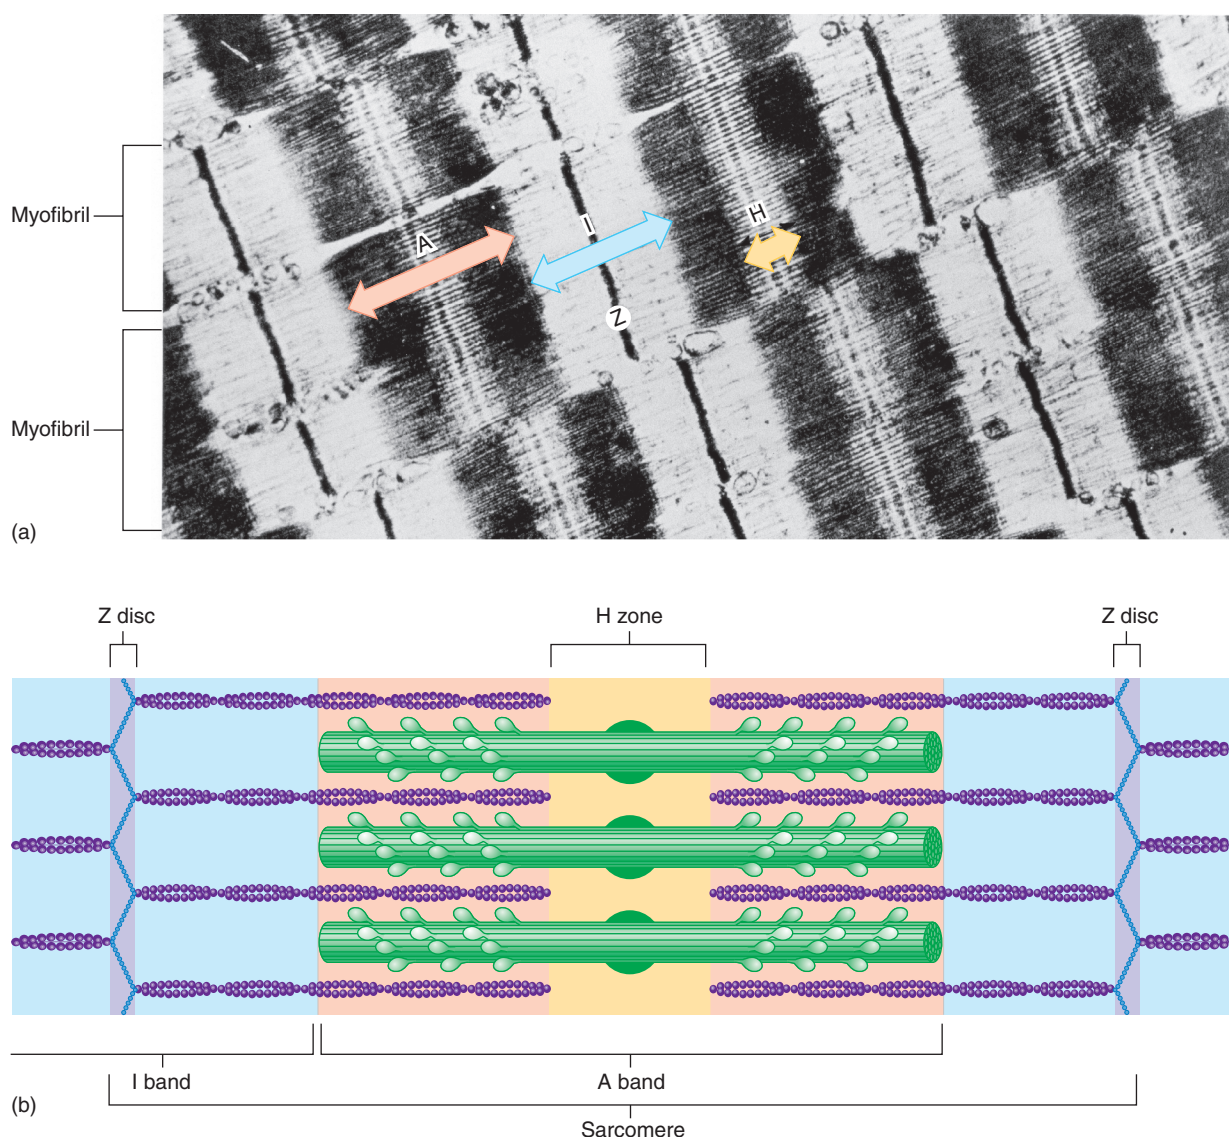 Myofibril
Myofibril
A
I
H
Z
(a)
Z disc
H zone
Z disc
I band
A band
(b)
Sarcomere